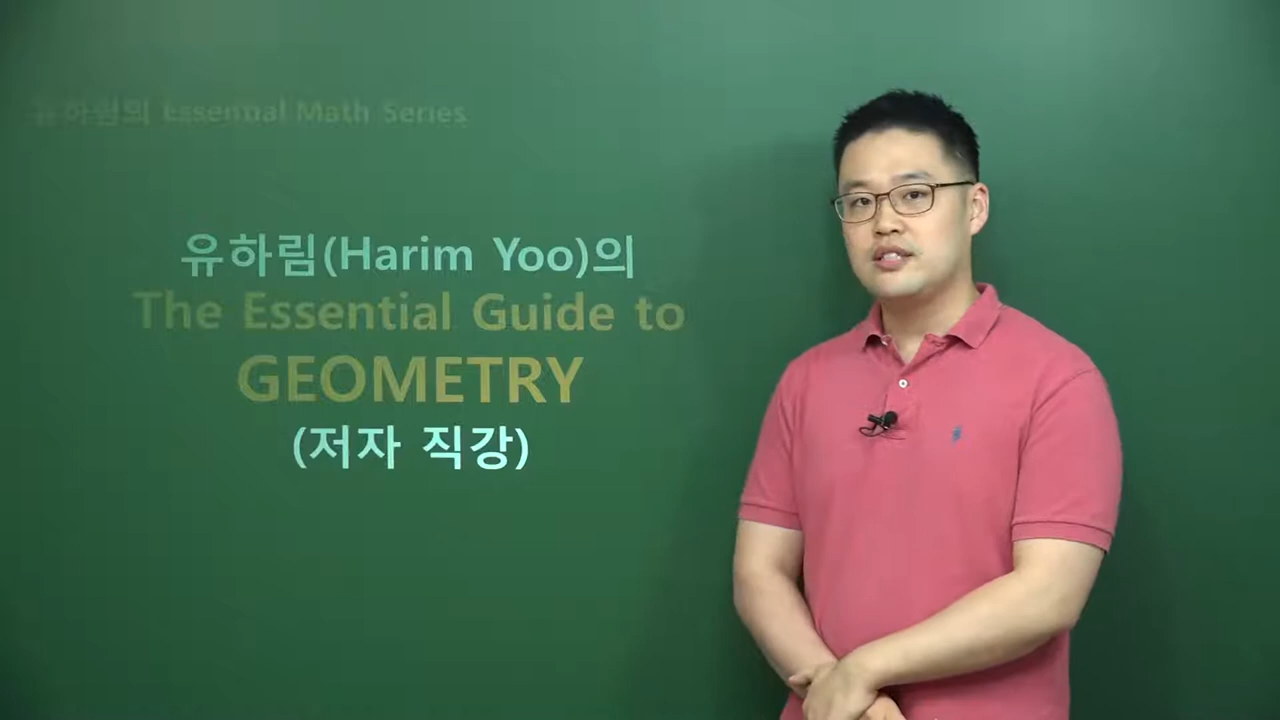 유하림의 Essential Math Series
유하림(Harim Yoo)의
The Essential Guide to
GEOMETRY
(저자 직강)